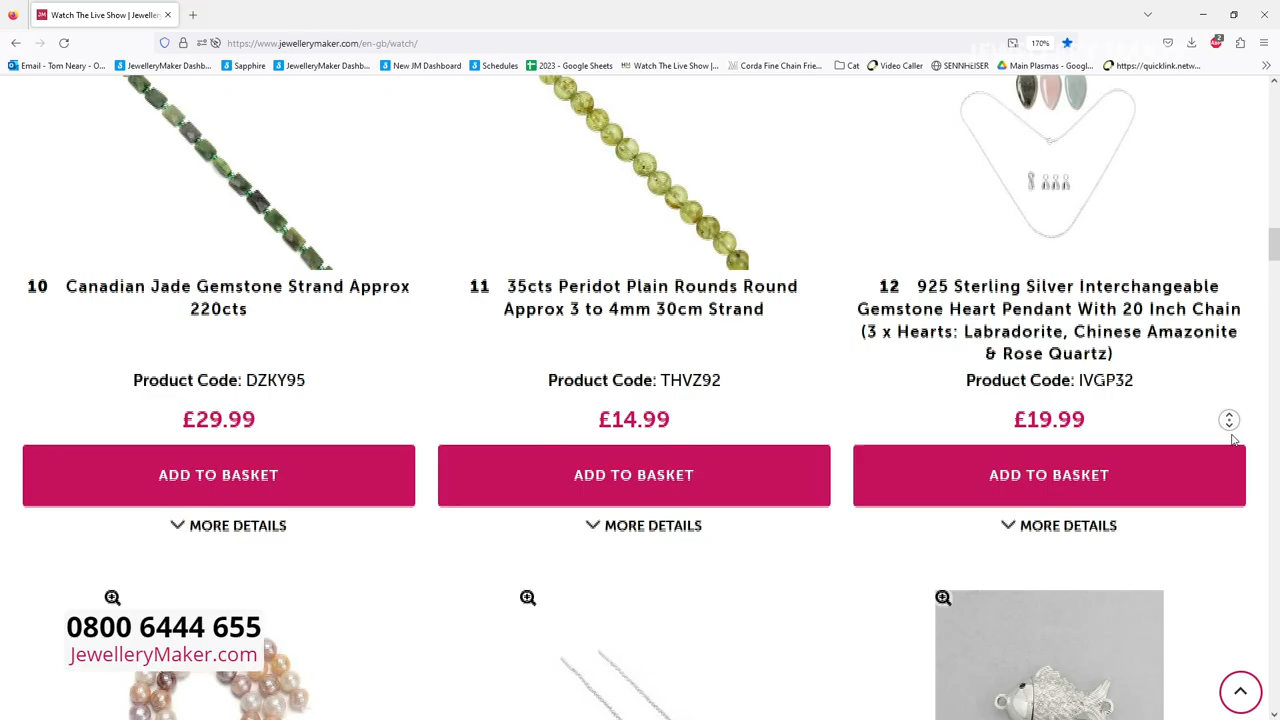 Watch The Live Show | Jeweller
https://www.jewellerymaker.com/en-gb/watch/
170%
2
Email - Tom Neary - O...
JewelleryMaker Dashb...
Sapphire
JewelleryMaker Dashb...
New JM Dashboard
Schedules
2023 - Google Sheets
Watch The Live Show |...
Corda Fine Chain Frie...
Cat
Video Caller
SENNHEISER
Main Plasmas - Googl...
https://quicklink.netw...
10 Canadian Jade Gemstone Strand Approx
220cts
Product Code: DZKY95
£29.99
ADD TO BASKET
MORE DETAILS
11 35cts Peridot Plain Rounds Round
Approx 3 to 4mm 30cm Strand
Product Code: THVZ92
£14.99
ADD TO BASKET
MORE DETAILS
12 925 Sterling Silver Interchangeable
Gemstone Heart Pendant With 20 Inch Chain
(3 x Hearts: Labradorite, Chinese Amazonite
& Rose Quartz)
Product Code: IVGP32
£19.99
ADD TO BASKET
MORE DETAILS
0800 6444 655
JewelleryMaker.com